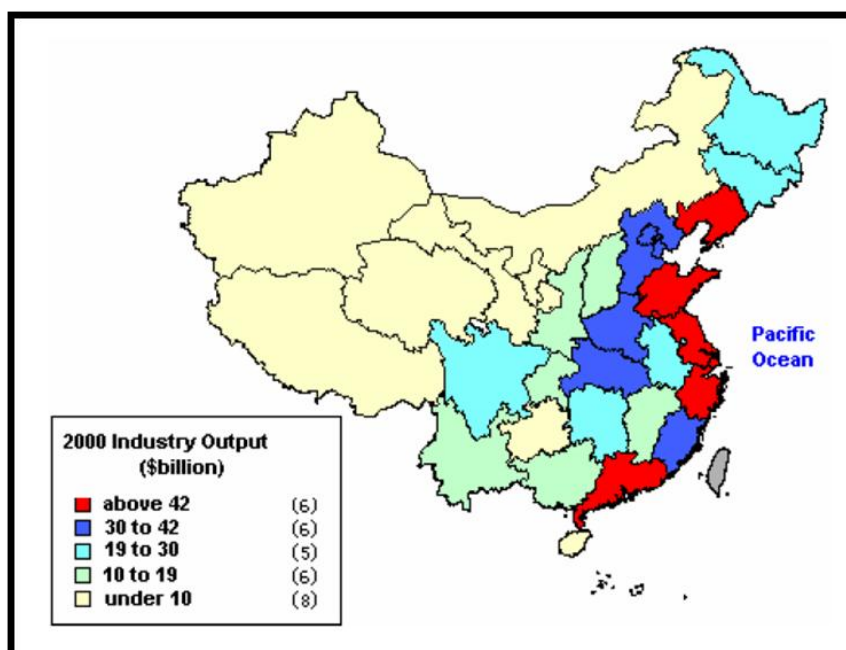 Pacific
Ocean
2000 Industry Output
($billion)
above 42 (6)
30 to 42 (6)
19 to 30 (5)
10 to 19 (6)
under 10 (8)